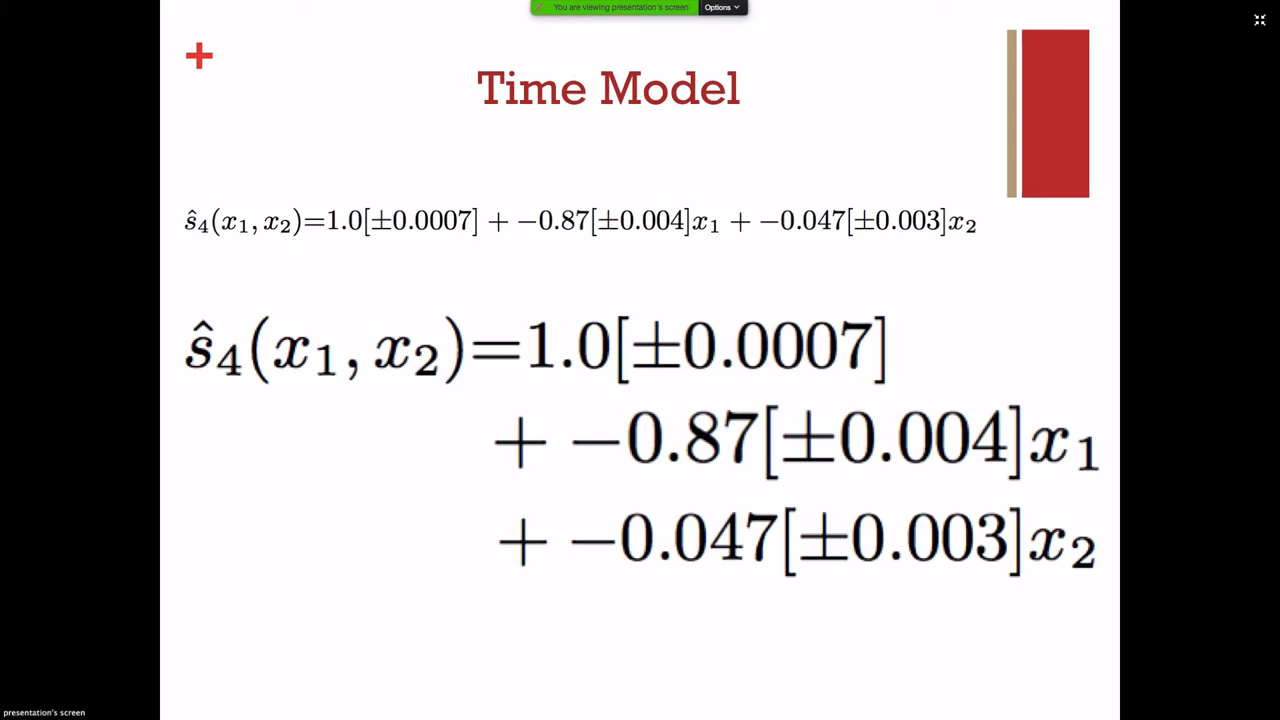 You are viewing presentation's screen Options
+
Time Model
ŝ₄(x₁, x₂)=1.0[±0.0007] + −0.87[±0.004]x₁ + −0.047[±0.003]x₂
ŝ₄(x₁, x₂)=1.0[±0.0007]
+ −0.87[±0.004]x₁
+ −0.047[±0.003]x₂
presentation's screen